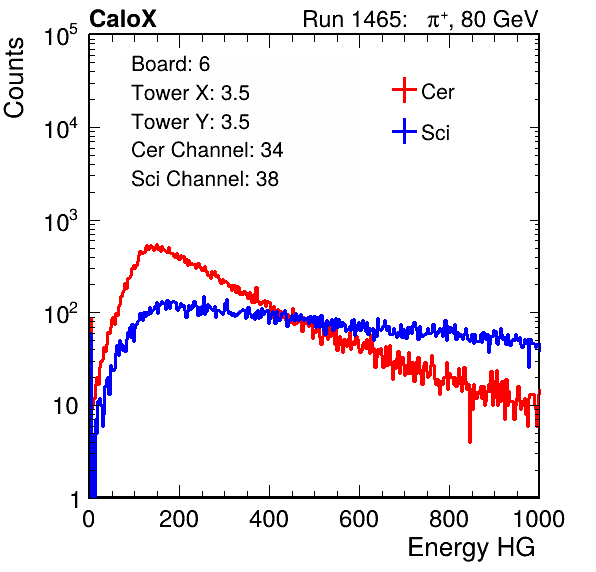 CaloX Run 1465: π⁺, 80 GeV
Counts
10⁵
10⁴
10³
10²
10
1
Board: 6
Tower X: 3.5
Tower Y: 3.5
Cer Channel: 34
Sci Channel: 38
Cer
Sci
0 200 400 600 800 1000
Energy HG